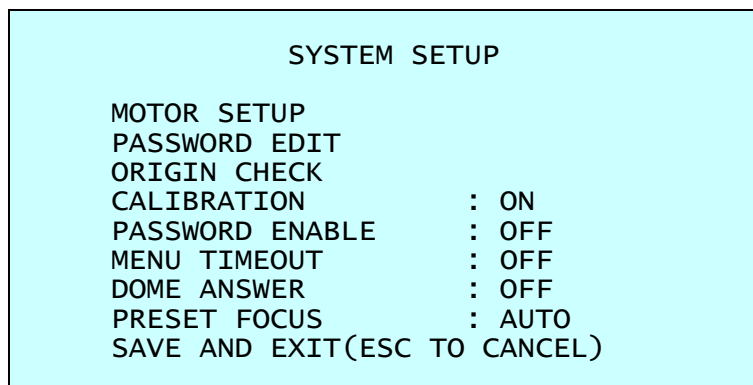 SYSTEM SETUP
MOTOR SETUP
PASSWORD EDIT
ORIGIN CHECK
CALIBRATION : ON
PASSWORD ENABLE : OFF
MENU TIMEOUT : OFF
DOME ANSWER : OFF
PRESET FOCUS : AUTO
SAVE AND EXIT(ESC TO CANCEL)